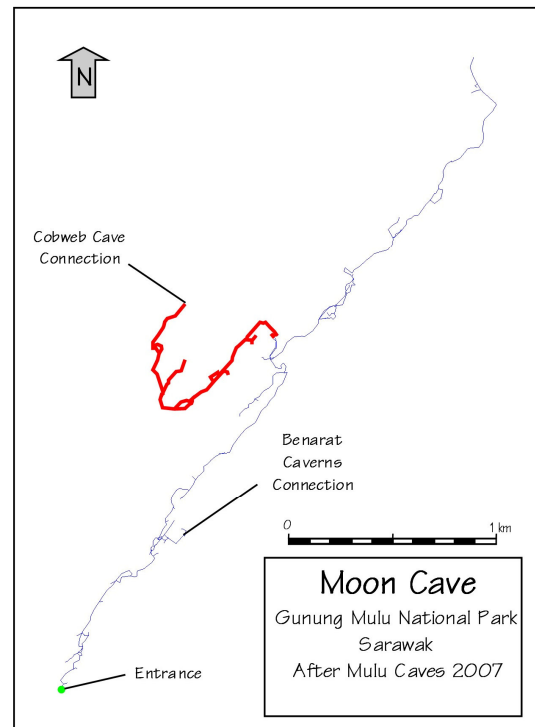 N
Cobweb Cave
Connection
Benarat
Caverns
Connection
0
1 km
Moon Cave
Gunung Mulu National Park
Sarawak
After Mulu Caves 2007
Entrance